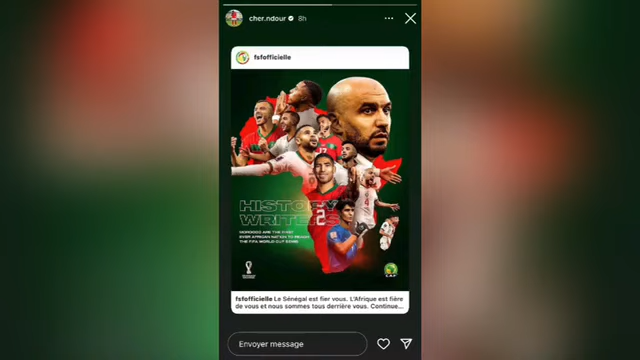 cher.ndour 8h
fsfofficielle
HISTORY
WRITERS
MOROCCO ARE THE FIRST
EVER AFRICAN NATION TO REACH
THE FIFA WORLD CUP SEMIS
CAF
fsfofficielle Le Sénégal est fier vous. L'Afrique est fière
de vous et nous sommes tous derrière vous. Continue...
Envoyer message